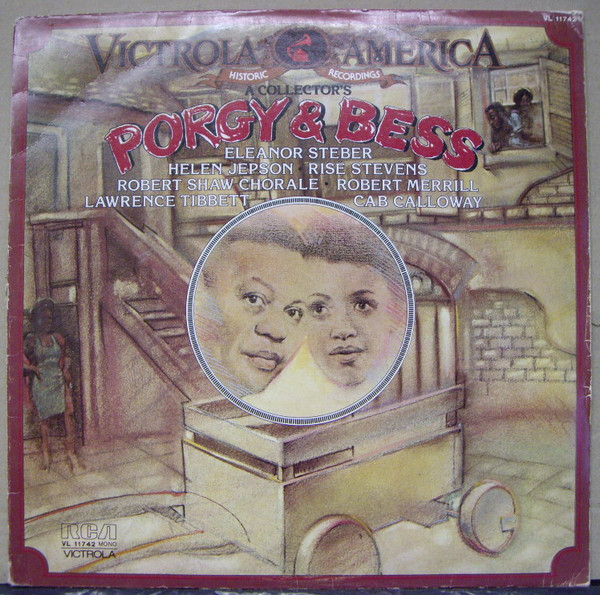 VL 11742
VICTROLA AMERICA
HISTORIC RECORDINGS
A COLLECTOR'S
PORGY & BESS
ELEANOR STEBER
HELEN JEPSON RISE STEVENS
ROBERT SHAW CHORALE ROBERT MERRILL
LAWRENCE TIBBETT CAB CALLOWAY
RCA
VL 11742 MONO
VICTROLA